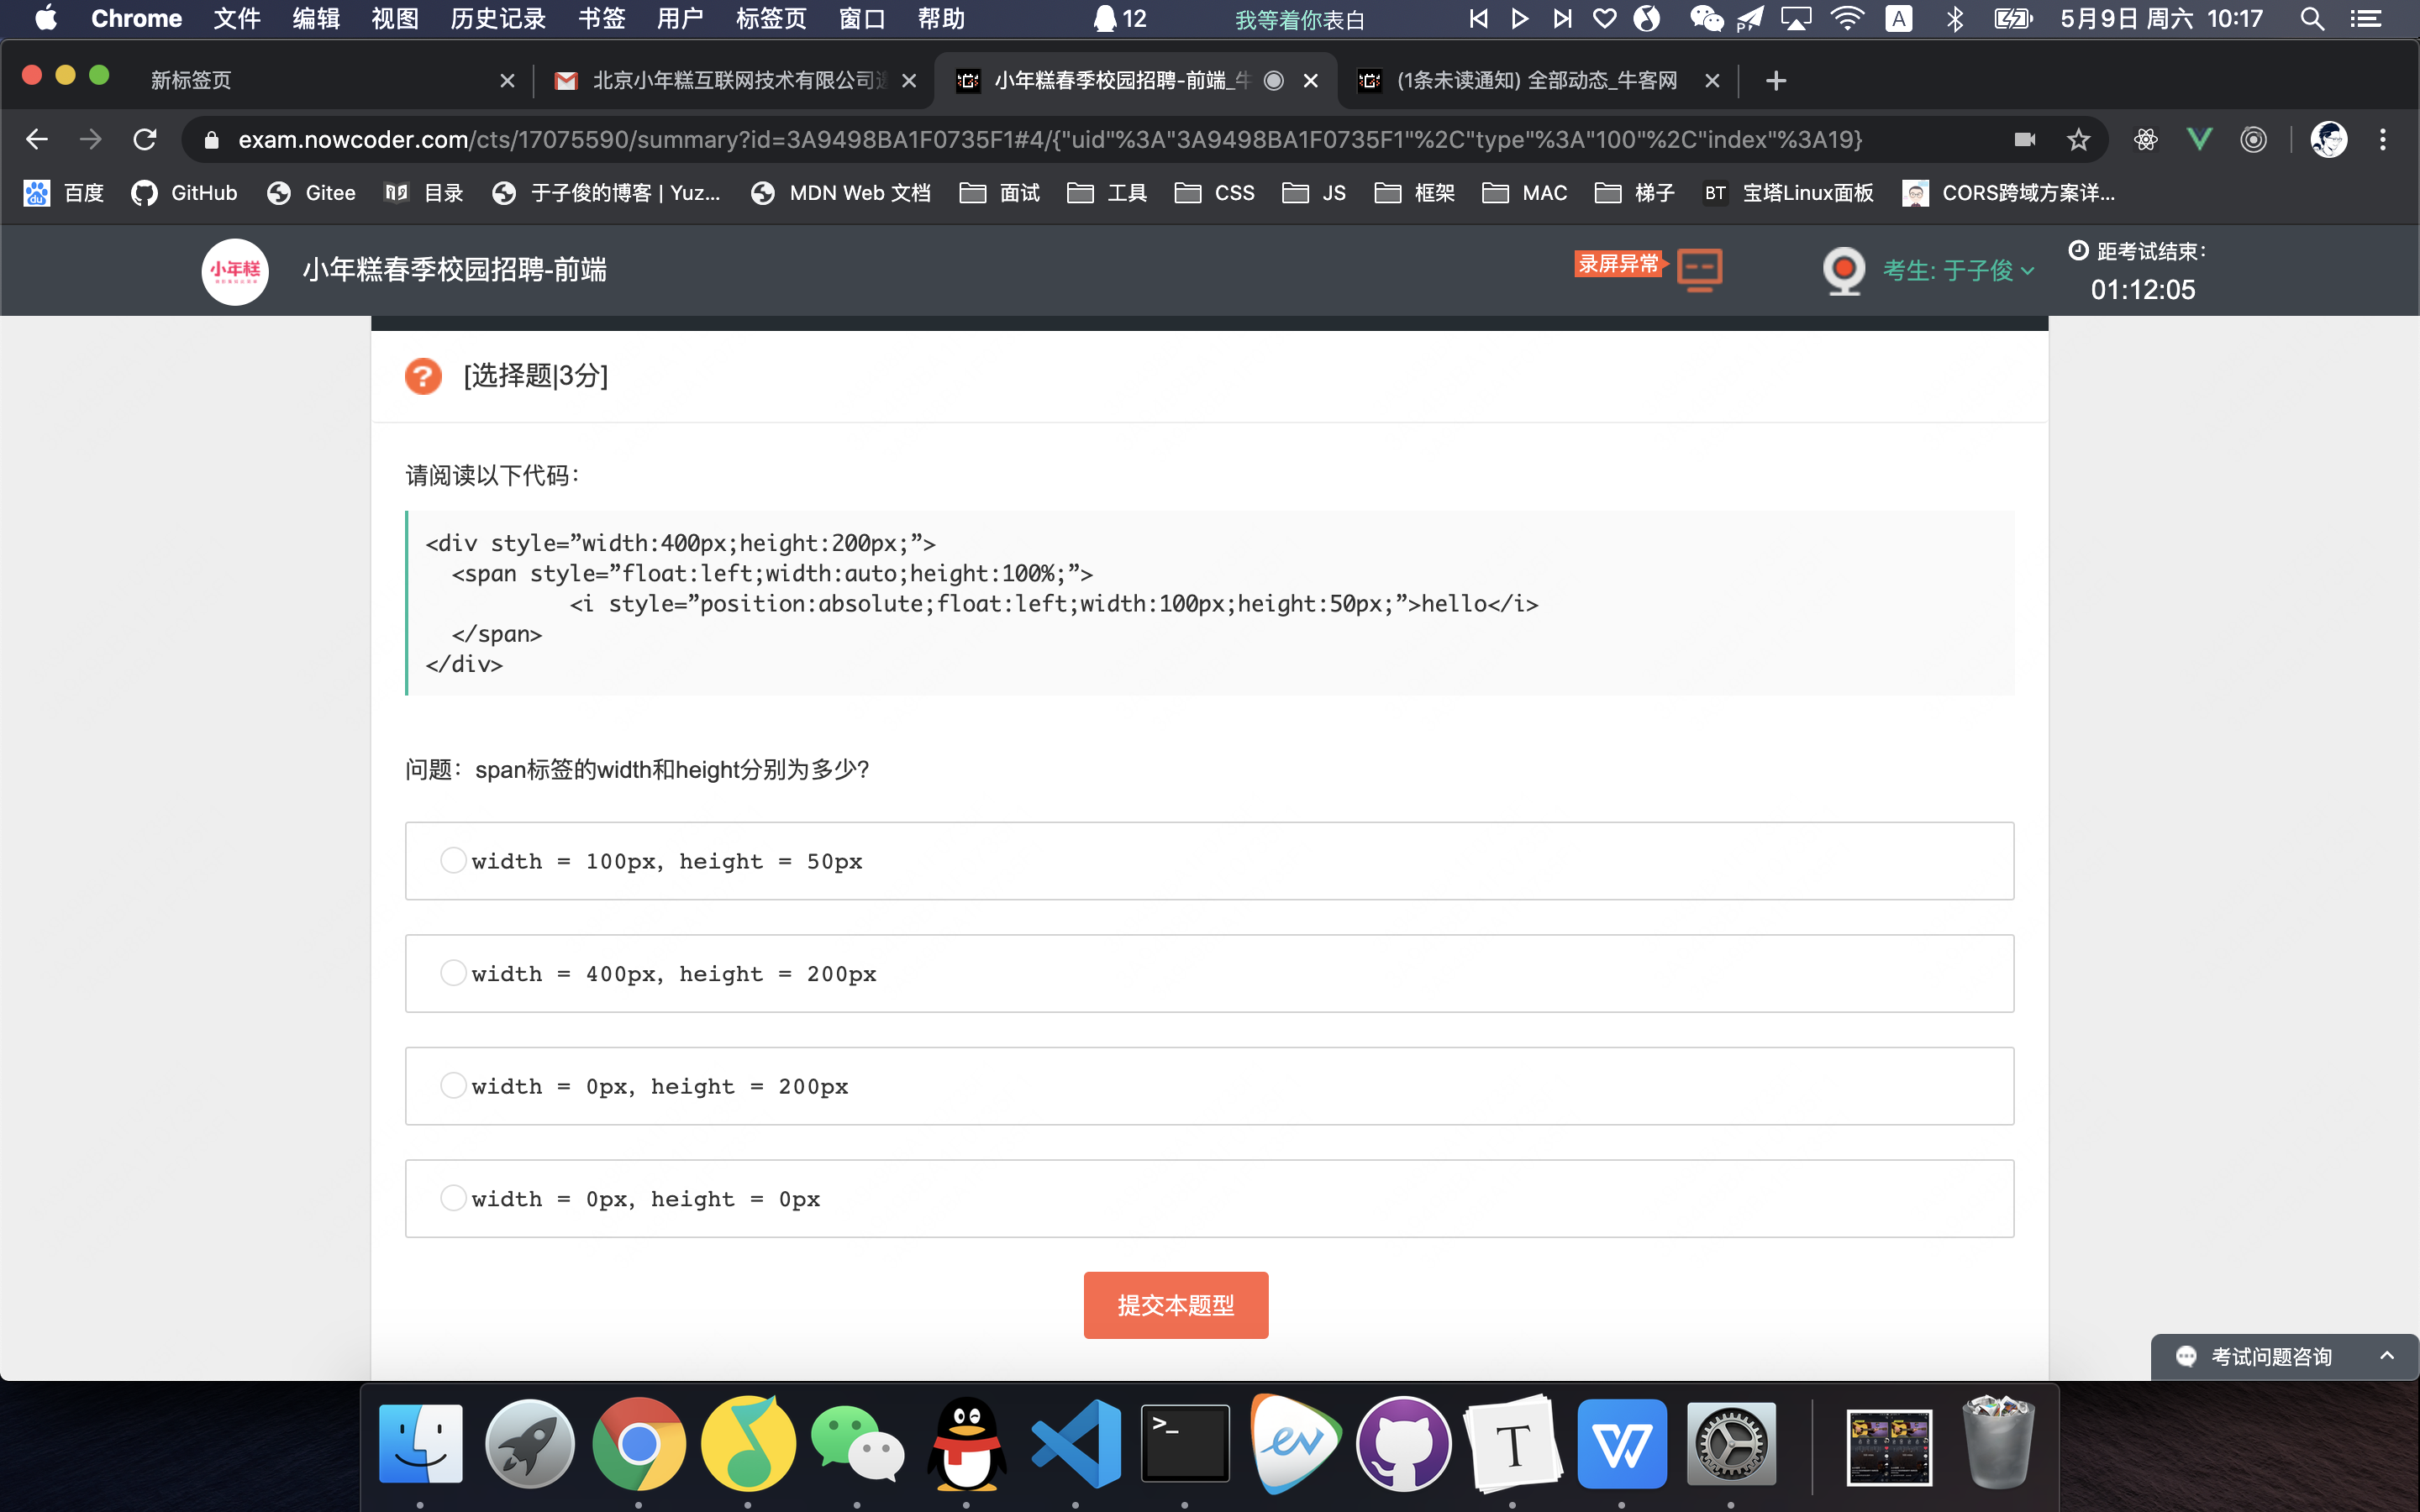 Chrome 文件 编辑 视图 历史记录 书签 用户 标签页 窗口 帮助 12 我等着你表白 A 5月9日 周六 10:17
新标签页 北京小年糕互联网技术有限公司 小年糕春季校园招聘-前端_牛 (1条未读通知) 全部动态_牛客网
exam.nowcoder.com/cts/17075590/summary?id=3A9498BA1F0735F1#4/{"uid"%3A"3A9498BA1F0735F1"%2C"type"%3A"100"%2C"index"%3A19}
百度 GitHub Gitee 目录 于子俊的博客 | Yuz... MDN Web 文档 面试 工具 CSS JS 框架 MAC 梯子 BT 宝塔Linux面板 CORS跨域方案详...
小年糕 小年糕春季校园招聘-前端 录屏异常 考生: 于子俊 距考试结束:
01:12:05
[选择题|3分]
请阅读以下代码：
<div style=”width:400px;height:200px;”>
<span style=”float:left;width:auto;height:100%;”>
<i style=”position:absolute;float:left;width:100px;height:50px;”>hello</i>
</span>
</div>
问题：span标签的width和height分别为多少?
width = 100px, height = 50px
width = 400px, height = 200px
width = 0px, height = 200px
width = 0px, height = 0px
提交本题型
考试问题咨询